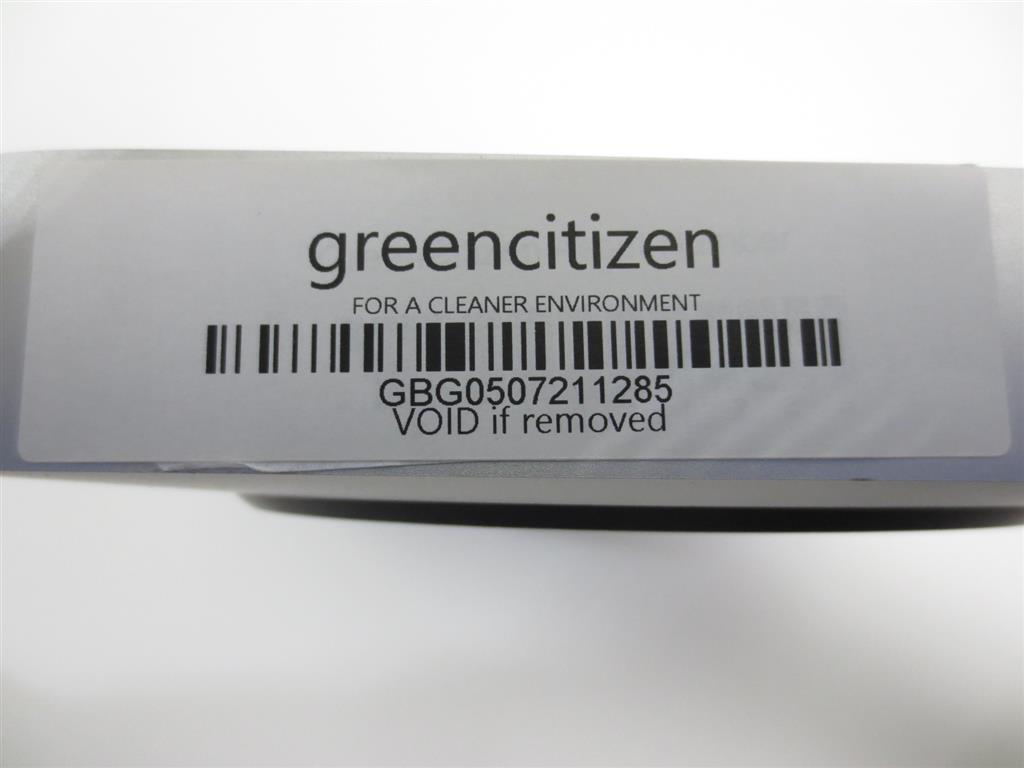 greencitizen
FOR A CLEANER ENVIRONMENT
GBG0507211285
VOID if removed